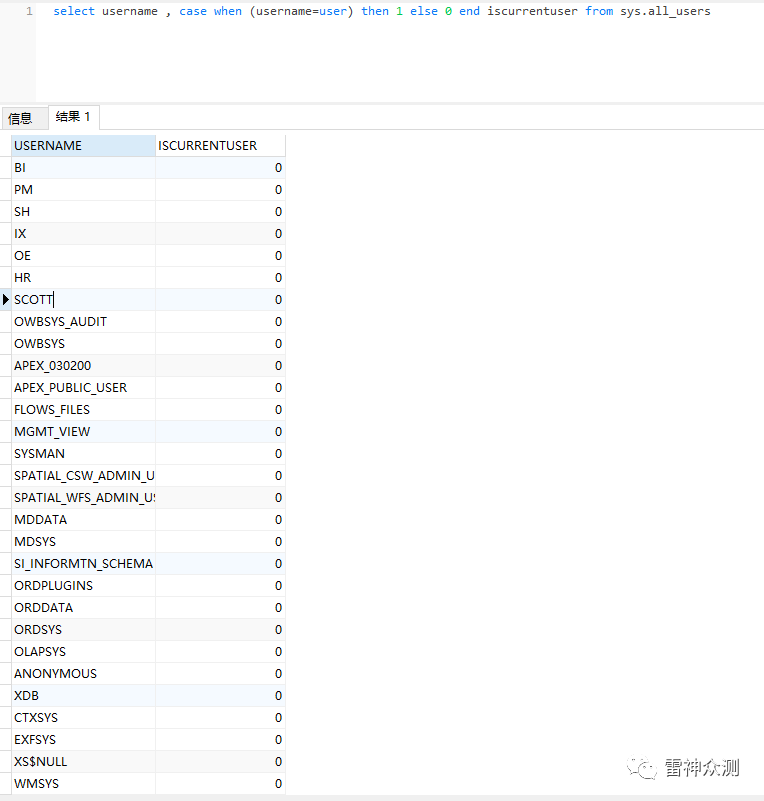 1 select username , case when (username=user) then 1 else 0 end iscurrentuser from sys.all_users
信息 结果 1
USERNAME ISCURRENTUSER
BI 0
PM 0
SH 0
IX 0
OE 0
HR 0
SCOTT 0
OWBSYS_AUDIT 0
OWBSYS 0
APEX_030200 0
APEX_PUBLIC_USER 0
FLOWS_FILES 0
MGMT_VIEW 0
SYSMAN 0
SPATIAL_CSW_ADMIN_U 0
SPATIAL_WFS_ADMIN_US 0
MDDATA 0
MDSYS 0
SI_INFORMTN_SCHEMA 0
ORDPLUGINS 0
ORDDATA 0
ORDSYS 0
OLAPSYS 0
ANONYMOUS 0
XDB 0
CTXSYS 0
EXFSYS 0
XS$NULL 0
WMSYS 0
雷神众测